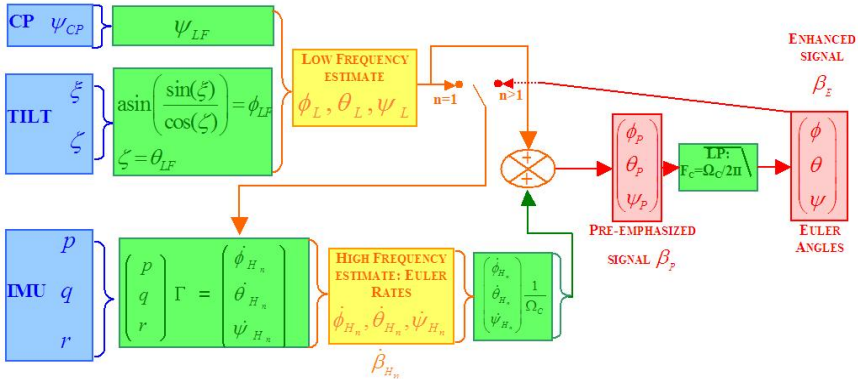 CP ψ_CP
ψ_LF
TILT ξ ζ
asin(sin(ξ)/cos(ζ)) = ϕ_LF
ζ = θ_LF
LOW FREQUENCY
ESTIMATE
ϕ_L, θ_L, ψ_L
n=1
n>1
ENHANCED
SIGNAL
β_E
+
+
(ϕ_P θ_P ψ_P)
PRE-EMPHASIZED
SIGNAL β_P
LP:
F_C=Ω_C/2π
(ϕ θ ψ)
EULER
ANGLES
IMU p q r
(p q r) Γ = (ϕ̇_Hn θ̇_Hn ψ̇_Hn)
HIGH FREQUENCY
ESTIMATE: EULER
RATES
ϕ̇_Hn, θ̇_Hn, ψ̇_Hn
β̇_Hn
(ϕ̇_Hn θ̇_Hn ψ̇_Hn) 1/Ω_C